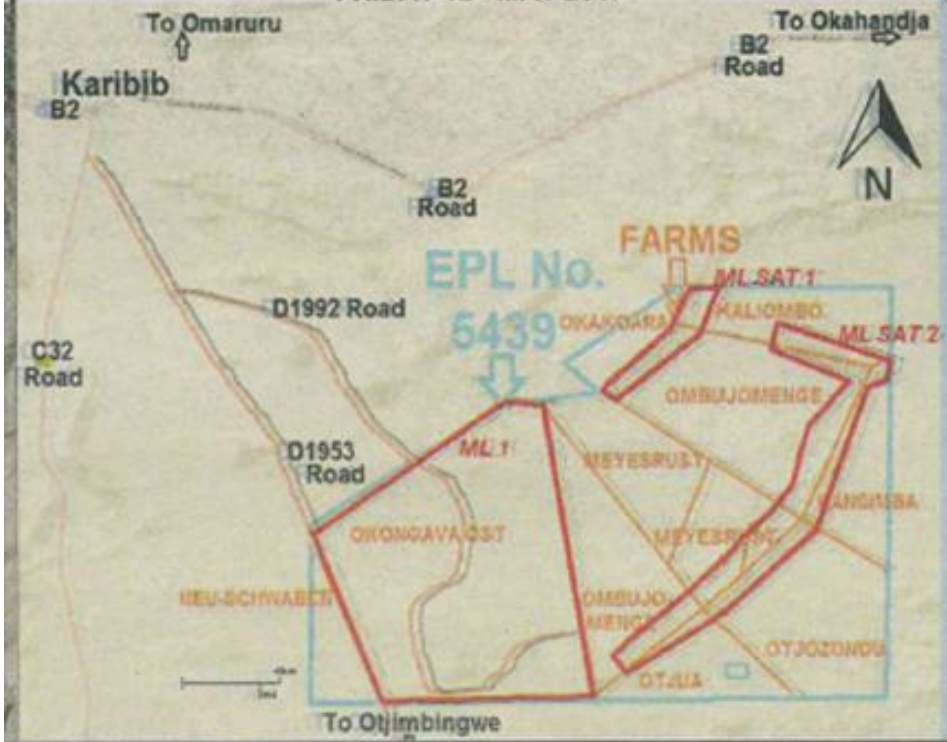 To Omaruru
To Okahandja
B2
Road
Karibib
B2
B2
Road
N
FARMS
EPL No.
5439
ML SAT 1
OKAKOARA
KALIOMBO
D1992 Road
ML SAT 2
C32
Road
OMBUJOMENGE
ML 1
D1953
Road
MEYESRUST
OKONGAVA OST
MEYESRUST
NEU-SCHWABEN
OMBUJO-
MENGE
OTJOZONDU
OTJUA
To Otjimbingwe